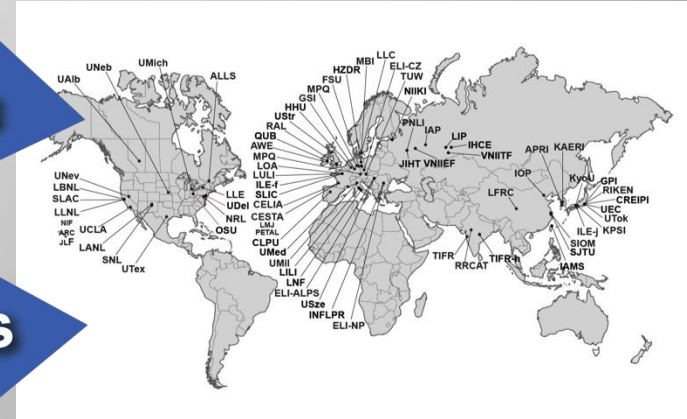 UNeb
UMich
UAlb
ALLS
UNev
LBNL
SLAC
LLNL
NIF
ARC
JLF
UCLA
LANL
SNL
UTex
LLE
UDel
NRL
OSU
LLC
MBI
ELI-CZ
HZDR
TUW
FSU
NIIKI
MPQ
GSI
HHU
UStr
RAL
QUB
AWE
MPQ
LOA
LULI
ILE-f
SLIC
CELIA
CESTA
LMJ
PETAL
CLPU
UMed
UMil
LILI
LNF
ELI-ALPS
USze
INFLPR
ELI-NP
PNLI
IAP
LIP
IHCE
VNIITF
JIHT VNIIEF
APRI
KAERI
IOP
KyoU
GPI
RIKEN
CREIPI
LFRC
UEC
UTok
ILE-j
KPSI
SIOM
SJTU
TIFR
TIFR-h
RRCAT
IAMS
S